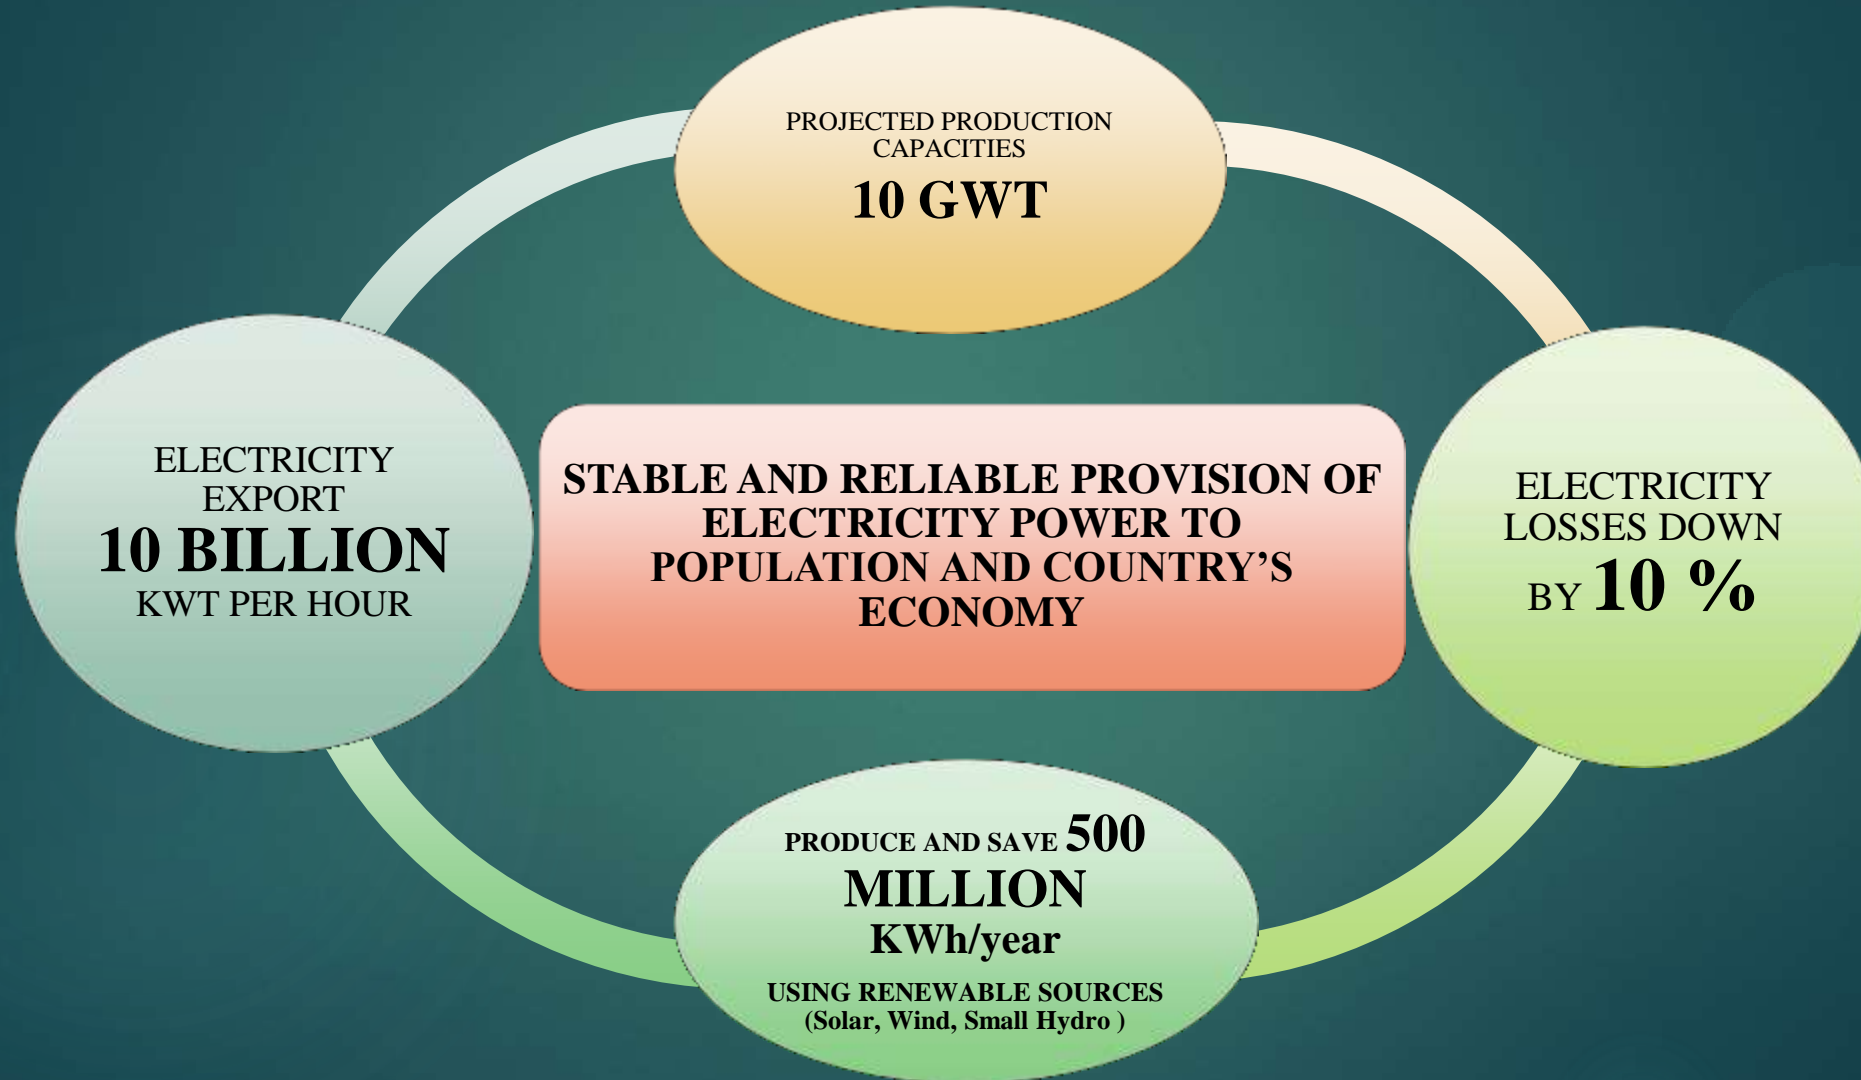 PROJECTED PRODUCTION
CAPACITIES
10 GWT
ELECTRICITY
EXPORT
10 BILLION
KWT PER HOUR
STABLE AND RELIABLE PROVISION OF
ELECTRICITY POWER TO
POPULATION AND COUNTRY’S
ECONOMY
ELECTRICITY
LOSSES DOWN
BY 10 %
PRODUCE AND SAVE 500
MILLION
KWh/year
USING RENEWABLE SOURCES
(Solar, Wind, Small Hydro )